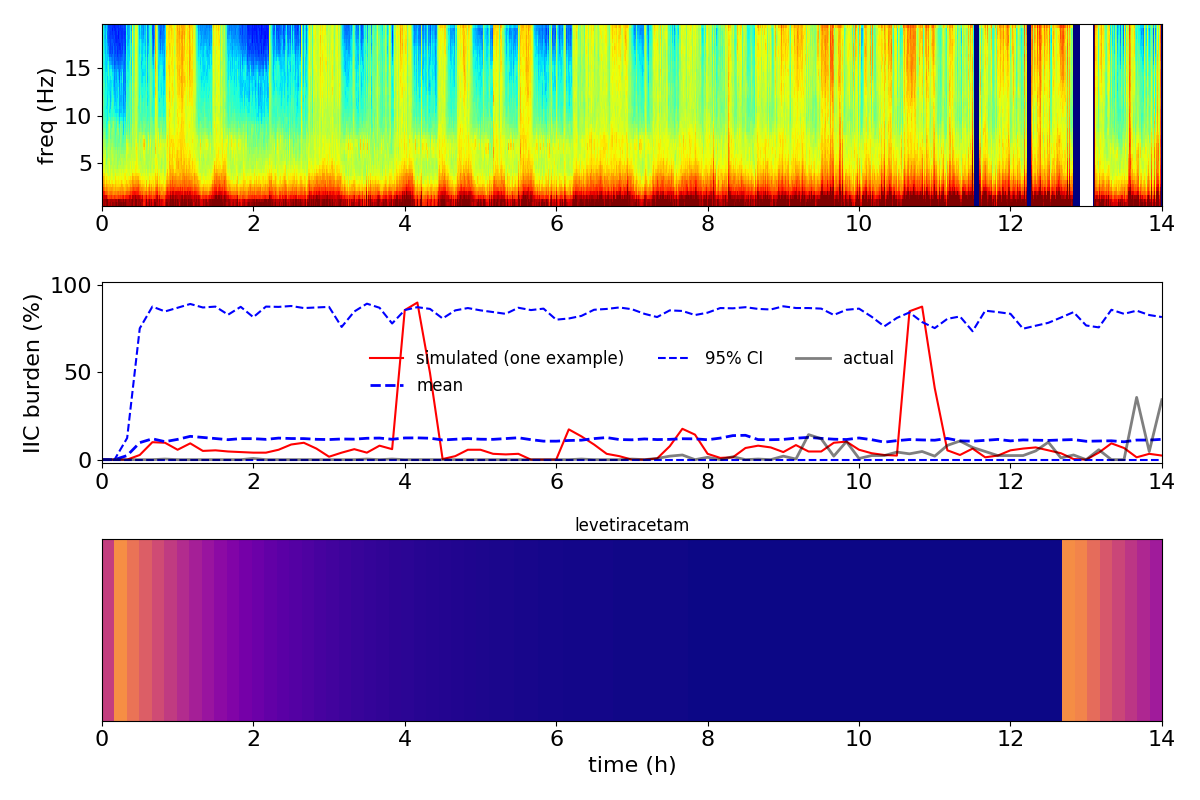 freq (Hz)
15
10
5
0 2 4 6 8 10 12 14
IIC burden (%)
100
50
0
simulated (one example) 95% CI actual
mean
0 2 4 6 8 10 12 14
levetiracetam
0 2 4 6 8 10 12 14
time (h)